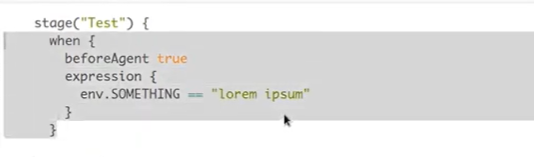 stage("Test") {
when {
beforeAgent true
expression {
env.SOMETHING == "lorem ipsum"
}
}